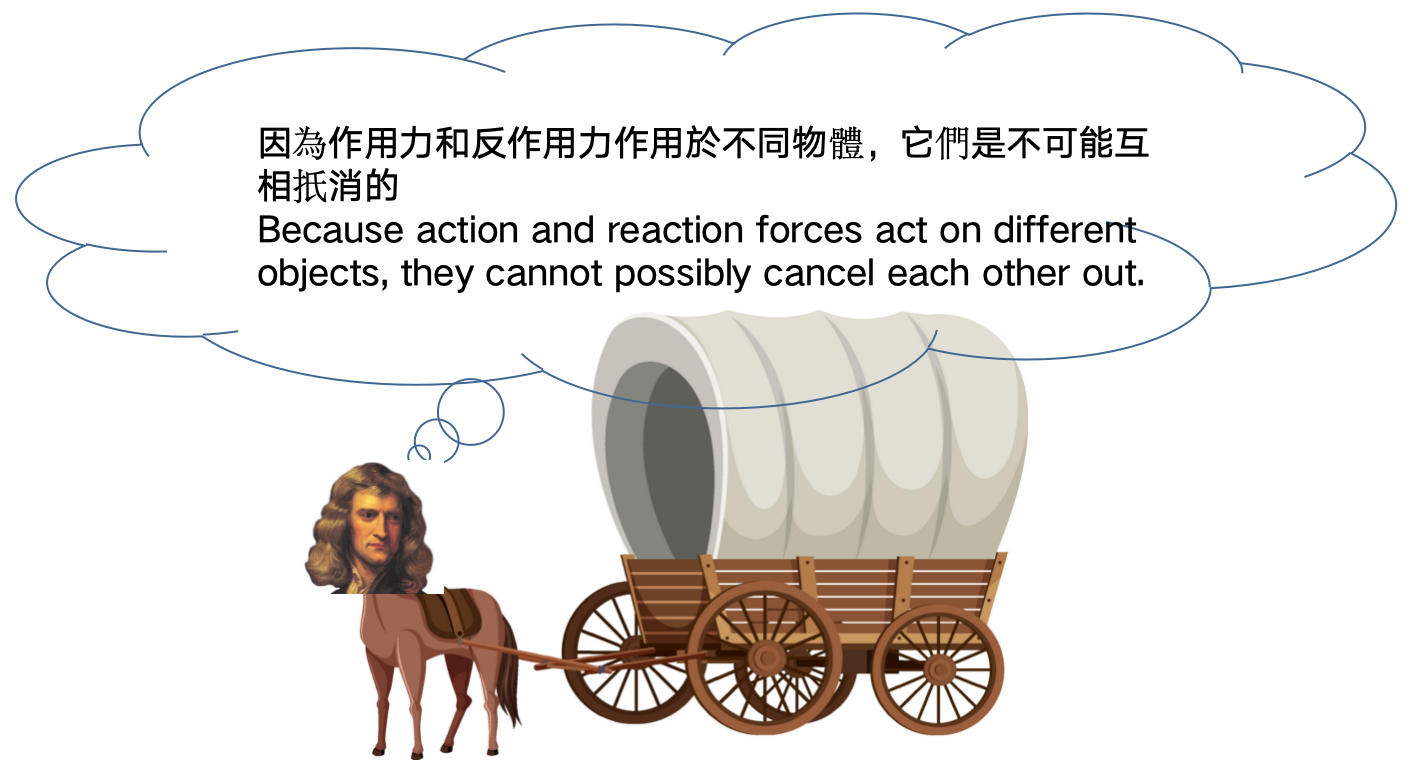 因為作用力和反作用力作用於不同物體，它們是不可能互
相抵消的
Because action and reaction forces act on different
objects, they cannot possibly cancel each other out.